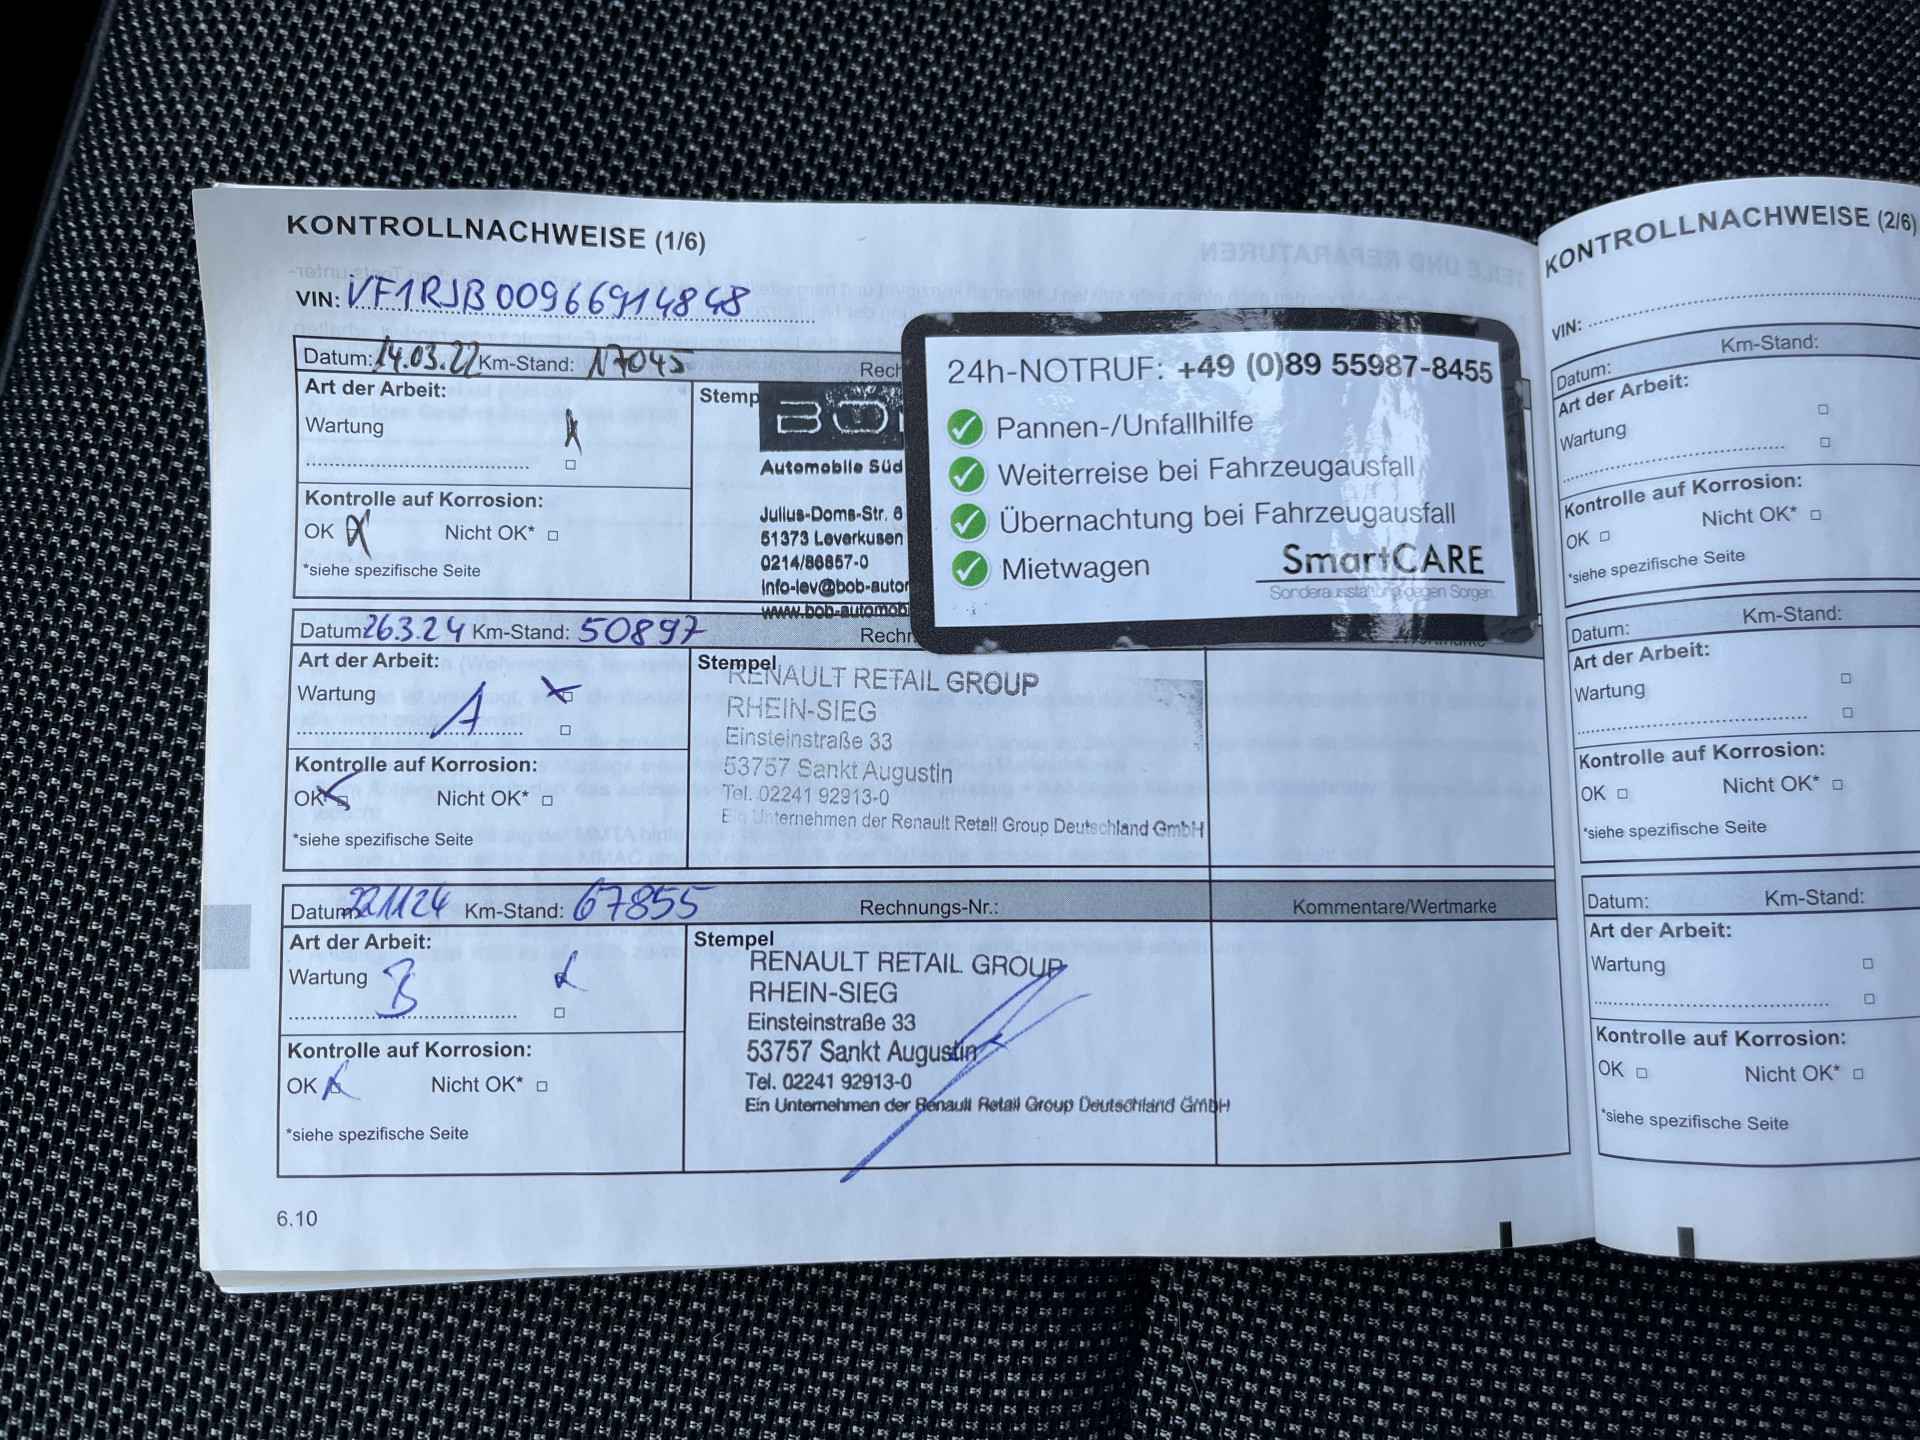 KONTROLLNACHWEISE (1/6)
VIN: VF1RJB00966914848
Datum: 14.03.22 Km-Stand: 17045
Art der Arbeit:
Wartung
Kontrolle auf Korrosion:
OK Nicht OK*
*siehe spezifische Seite
Automobile Süd
Julius-Doms-Str. 6
51373 Leverkusen
0214/86857-0
24h-NOTRUF: +49 (0)89 55987-8455
Pannen-/Unfallhilfe
Weiterreise bei Fahrzeugausfall
Übernachtung bei Fahrzeugausfall
Mietwagen
SmartCARE
Sonderausstattung gegen Sorgen.
Datum 26.3.24 Km-Stand: 50897
Art der Arbeit:
Wartung A
Kontrolle auf Korrosion:
OK Nicht OK*
*siehe spezifische Seite
Stempel
RENAULT RETAIL GROUP
RHEIN-SIEG
Einsteinstraße 33
53757 Sankt Augustin
Tel. 02241 92913-0
Ein Unternehmen der Renault Retail Group Deutschland GmbH
Datum 221124 Km-Stand: 67855 Rechnungs-Nr.: Kommentare/Wertmarke
Art der Arbeit:
Wartung B
Kontrolle auf Korrosion:
OK Nicht OK*
*siehe spezifische Seite
Stempel
RENAULT RETAIL GROUP
RHEIN-SIEG
Einsteinstraße 33
53757 Sankt Augustin
Tel. 02241 92913-0
Ein Unternehmen der Renault Retail Group Deutschland GmbH
6.10
KONTROLLNACHWEISE (2/6)
VIN:
Datum: Km-Stand:
Art der Arbeit:
Wartung
Kontrolle auf Korrosion:
OK Nicht OK*
*siehe spezifische Seite
Datum: Km-Stand:
Art der Arbeit:
Wartung
Kontrolle auf Korrosion:
OK Nicht OK*
*siehe spezifische Seite
Datum: Km-Stand:
Art der Arbeit:
Wartung
Kontrolle auf Korrosion:
OK Nicht OK*
*siehe spezifische Seite